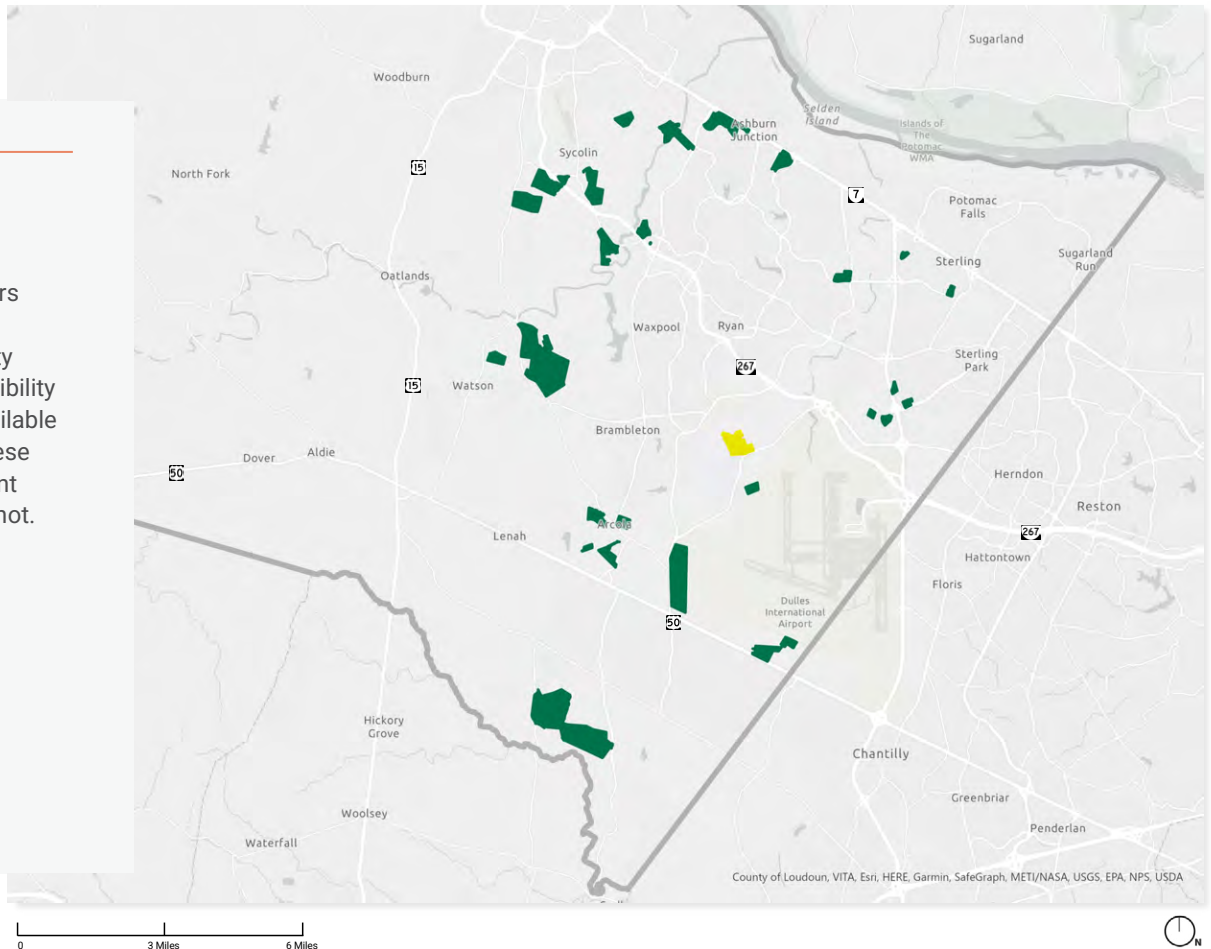 rs
ty
ibility
ilable
ese
nt
not.
Sugarland
Woodburn
Selden
Island
Ashburn
Junction
Islands of
The
Potomac
WMA
Sycolin
15
North Fork
7
Potomac
Falls
Sugarland
Run
Sterling
Oatlands
Waxpool
Ryan
Sterling
Park
267
15
Watson
Brambleton
Dover
Aldie
50
Herndon
Reston
Arcola
Lenah
267
Hattontown
Floris
Dulles
International
Airport
50
Hickory
Grove
Chantilly
Greenbriar
Woolsey
Penderlan
Waterfall
County of Loudoun, VITA, Esri, HERE, Garmin, SafeGraph, METI/NASA, USGS, EPA, NPS, USDA
0
3 Miles
6 Miles
N